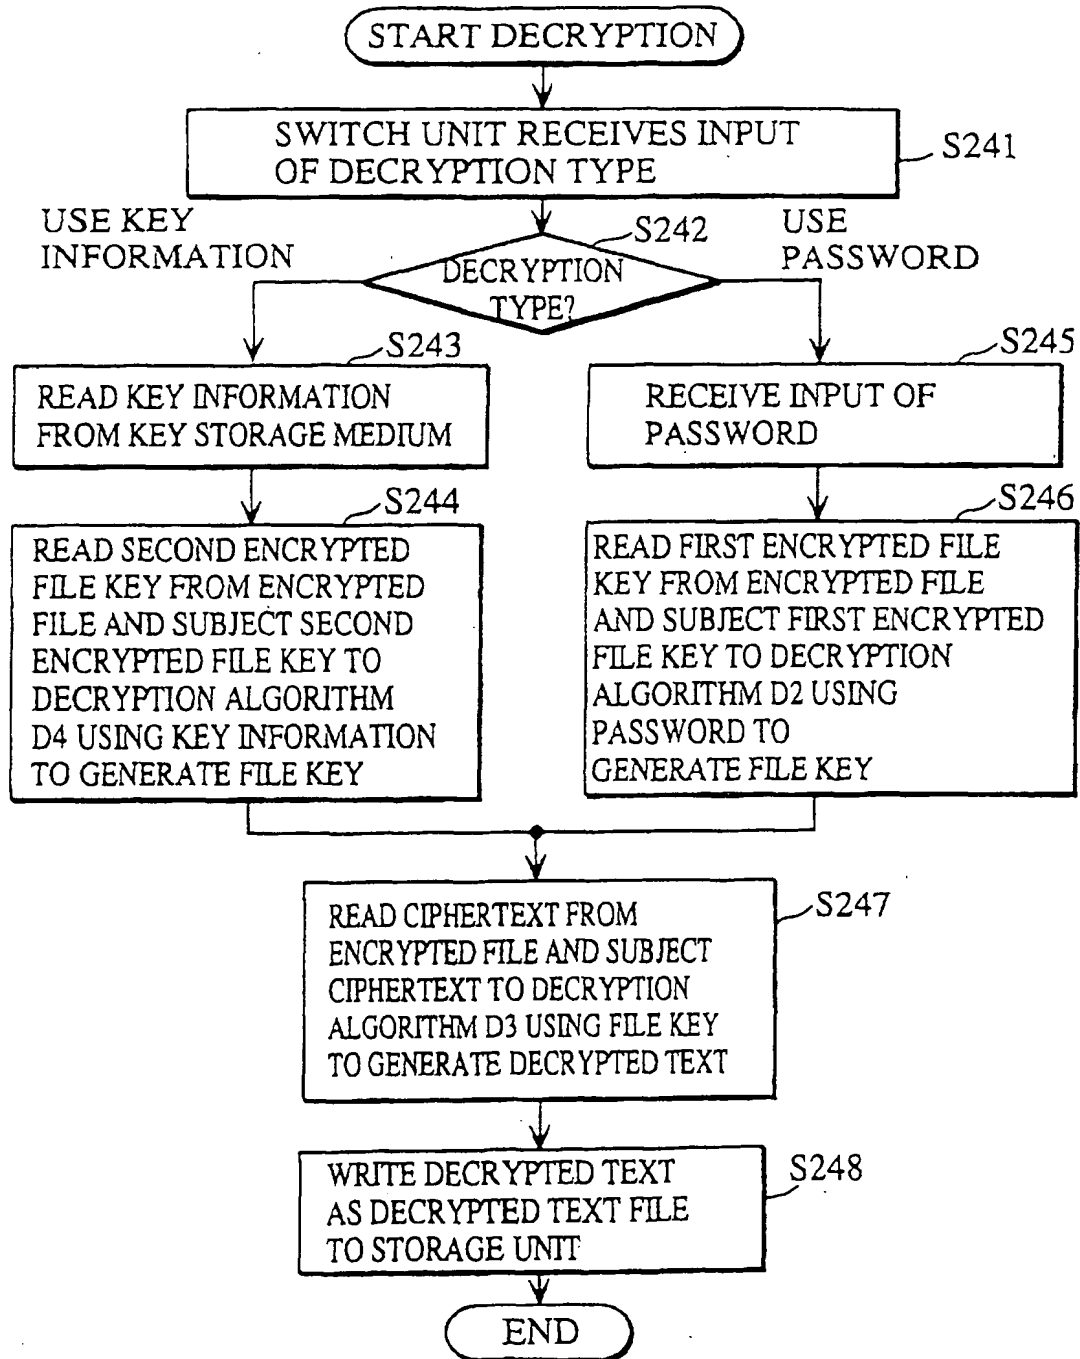 START DECRYPTION
SWITCH UNIT RECEIVES INPUT
OF DECRYPTION TYPE
S241
USE KEY
INFORMATION
S242
USE
PASSWORD
DECRYPTION
TYPE?
S243
READ KEY INFORMATION
FROM KEY STORAGE MEDIUM
S245
RECEIVE INPUT OF
PASSWORD
S244
READ SECOND ENCRYPTED
FILE KEY FROM ENCRYPTED
FILE AND SUBJECT SECOND
ENCRYPTED FILE KEY TO
DECRYPTION ALGORITHM
D4 USING KEY INFORMATION
TO GENERATE FILE KEY
S246
READ FIRST ENCRYPTED FILE
KEY FROM ENCRYPTED FILE
AND SUBJECT FIRST ENCRYPTED
FILE KEY TO DECRYPTION
ALGORITHM D2 USING
PASSWORD TO
GENERATE FILE KEY
S247
READ CIPHERTEXT FROM
ENCRYPTED FILE AND SUBJECT
CIPHERTEXT TO DECRYPTION
ALGORITHM D3 USING FILE KEY
TO GENERATE DECRYPTED TEXT
S248
WRITE DECRYPTED TEXT
AS DECRYPTED TEXT FILE
TO STORAGE UNIT
END